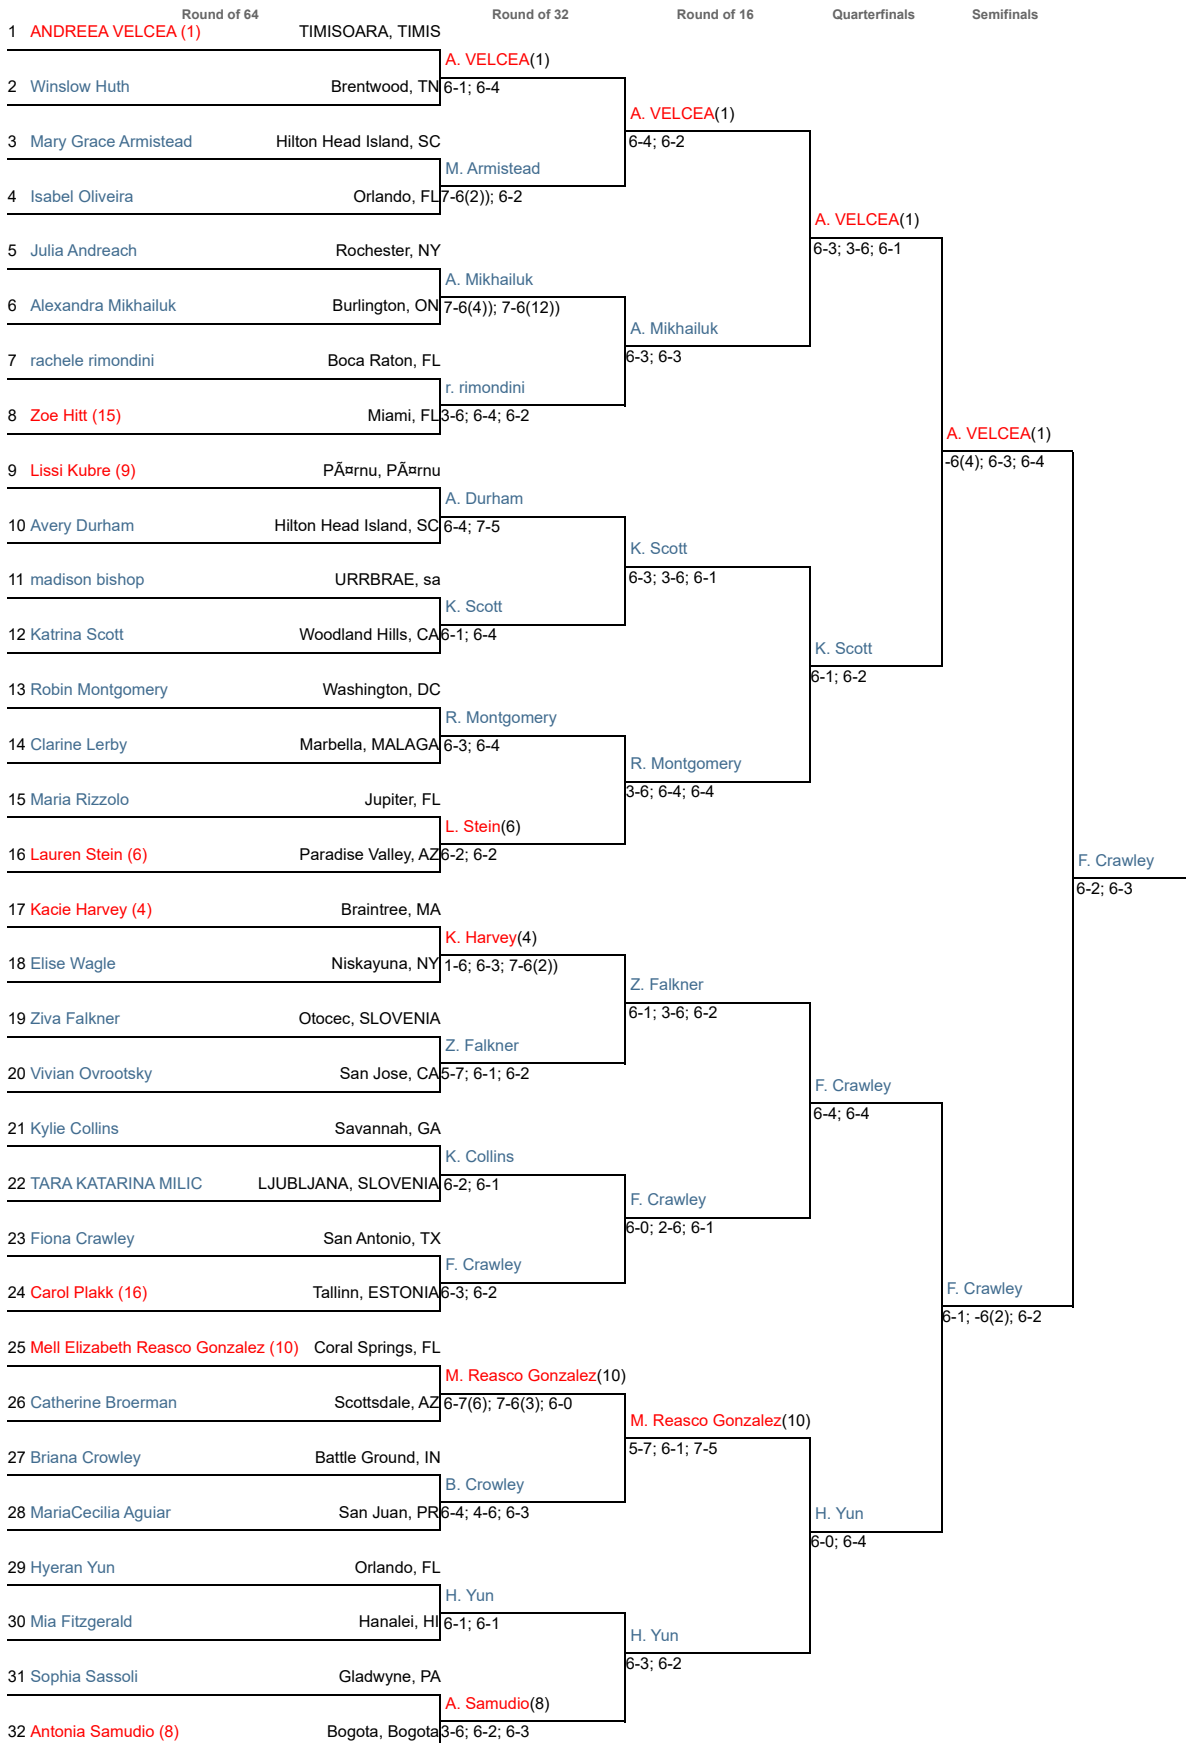 Round of 64 Round of 32 Round of 16 Quarterfinals Semifinals
1 ANDREEA VELCEA (1) TIMISOARA, TIMIS
A. VELCEA(1)
2 Winslow Huth Brentwood, TN 6-1; 6-4
A. VELCEA(1)
3 Mary Grace Armistead Hilton Head Island, SC 6-4; 6-2
M. Armistead
4 Isabel Oliveira Orlando, FL 7-6(2)); 6-2
A. VELCEA(1)
5 Julia Andreach Rochester, NY 6-3; 3-6; 6-1
A. Mikhailuk
6 Alexandra Mikhailuk Burlington, ON 7-6(4)); 7-6(12))
A. Mikhailuk
7 rachele rimondini Boca Raton, FL 6-3; 6-3
r. rimondini
8 Zoe Hitt (15) Miami, FL 3-6; 6-4; 6-2
A. VELCEA(1)
9 Lissi Kubre (9) PÃ¤rnu, PÃ¤rnu -6(4); 6-3; 6-4
A. Durham
10 Avery Durham Hilton Head Island, SC 6-4; 7-5
K. Scott
11 madison bishop URRBRAE, sa 6-3; 3-6; 6-1
K. Scott
12 Katrina Scott Woodland Hills, CA 6-1; 6-4
K. Scott
13 Robin Montgomery Washington, DC 6-1; 6-2
R. Montgomery
14 Clarine Lerby Marbella, MALAGA 6-3; 6-4
R. Montgomery
15 Maria Rizzolo Jupiter, FL 3-6; 6-4; 6-4
L. Stein(6)
16 Lauren Stein (6) Paradise Valley, AZ 6-2; 6-2
F. Crawley
6-2; 6-3
17 Kacie Harvey (4) Braintree, MA
K. Harvey(4)
18 Elise Wagle Niskayuna, NY 1-6; 6-3; 7-6(2))
Z. Falkner
19 Ziva Falkner Otocec, SLOVENIA 6-1; 3-6; 6-2
Z. Falkner
20 Vivian Ovrootsky San Jose, CA 5-7; 6-1; 6-2
F. Crawley
21 Kylie Collins Savannah, GA 6-4; 6-4
K. Collins
22 TARA KATARINA MILIC LJUBLJANA, SLOVENIA 6-2; 6-1
F. Crawley
23 Fiona Crawley San Antonio, TX 6-0; 2-6; 6-1
F. Crawley
24 Carol Plakk (16) Tallinn, ESTONIA 6-3; 6-2
F. Crawley
6-1; -6(2); 6-2
25 Mell Elizabeth Reasco Gonzalez (10) Coral Springs, FL
M. Reasco Gonzalez(10)
26 Catherine Broerman Scottsdale, AZ 6-7(6); 7-6(3); 6-0
M. Reasco Gonzalez(10)
27 Briana Crowley Battle Ground, IN 5-7; 6-1; 7-5
B. Crowley
28 MariaCecilia Aguiar San Juan, PR 6-4; 4-6; 6-3
H. Yun
6-0; 6-4
29 Hyeran Yun Orlando, FL
H. Yun
30 Mia Fitzgerald Hanalei, HI 6-1; 6-1
H. Yun
31 Sophia Sassoli Gladwyne, PA 6-3; 6-2
A. Samudio(8)
32 Antonia Samudio (8) Bogota, Bogota 3-6; 6-2; 6-3